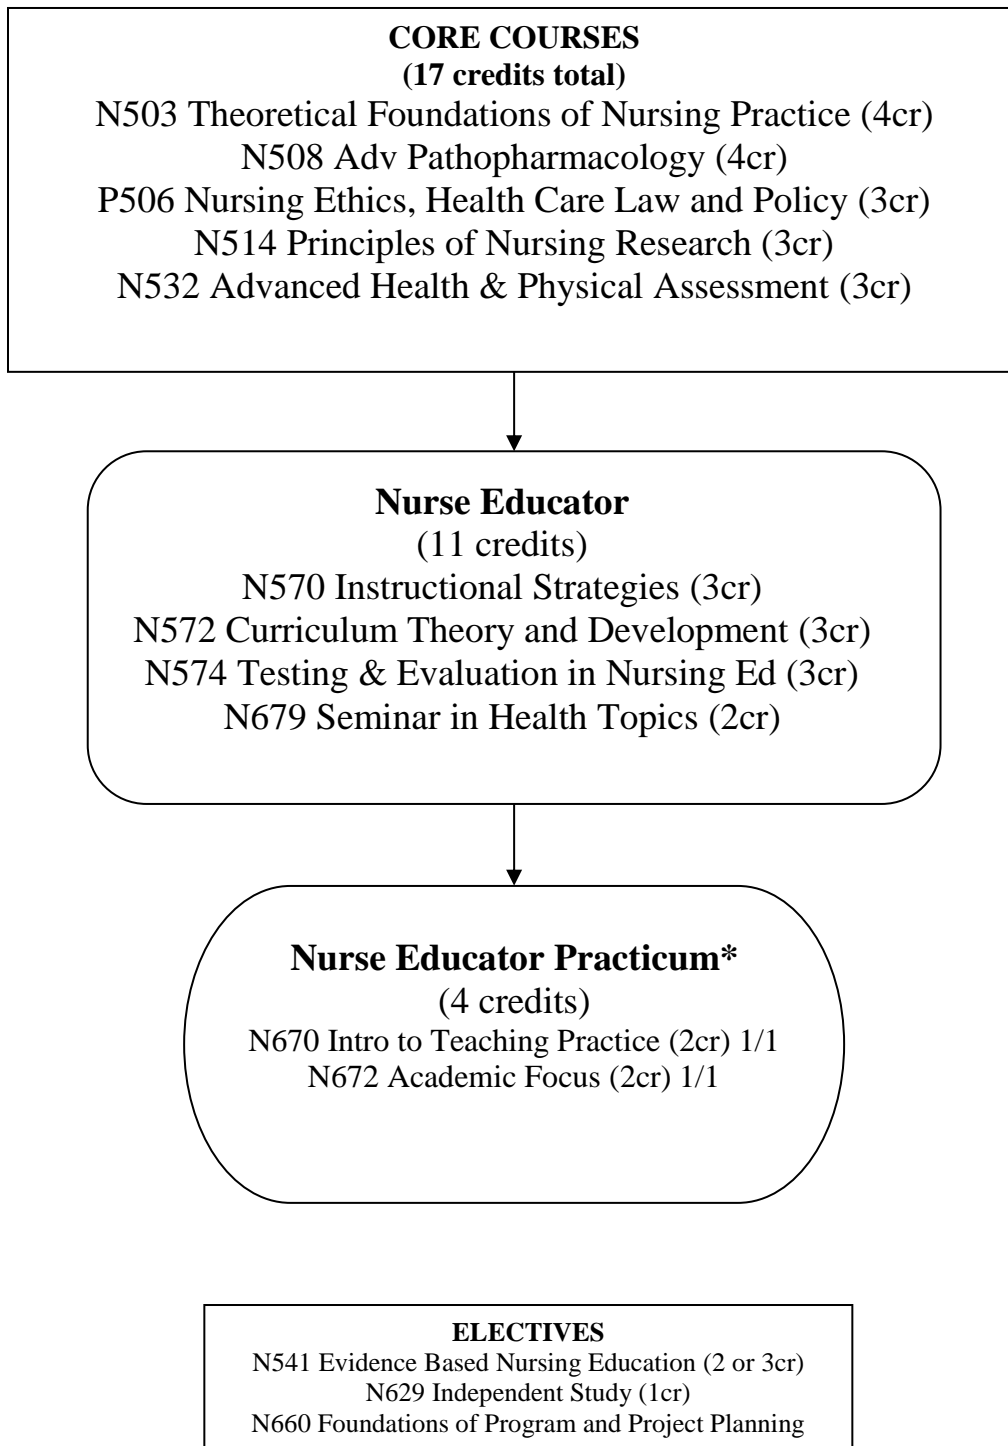 CORE COURSES
(17 credits total)
N503 Theoretical Foundations of Nursing Practice (4cr)
N508 Adv Pathopharmacology (4cr)
P506 Nursing Ethics, Health Care Law and Policy (3cr)
N514 Principles of Nursing Research (3cr)
N532 Advanced Health & Physical Assessment (3cr)
Nurse Educator
(11 credits)
N570 Instructional Strategies (3cr)
N572 Curriculum Theory and Development (3cr)
N574 Testing & Evaluation in Nursing Ed (3cr)
N679 Seminar in Health Topics (2cr)
Nurse Educator Practicum*
(4 credits)
N670 Intro to Teaching Practice (2cr) 1/1
N672 Academic Focus (2cr) 1/1
ELECTIVES
N541 Evidence Based Nursing Education (2 or 3cr)
N629 Independent Study (1cr)
N660 Foundations of Program and Project Planning